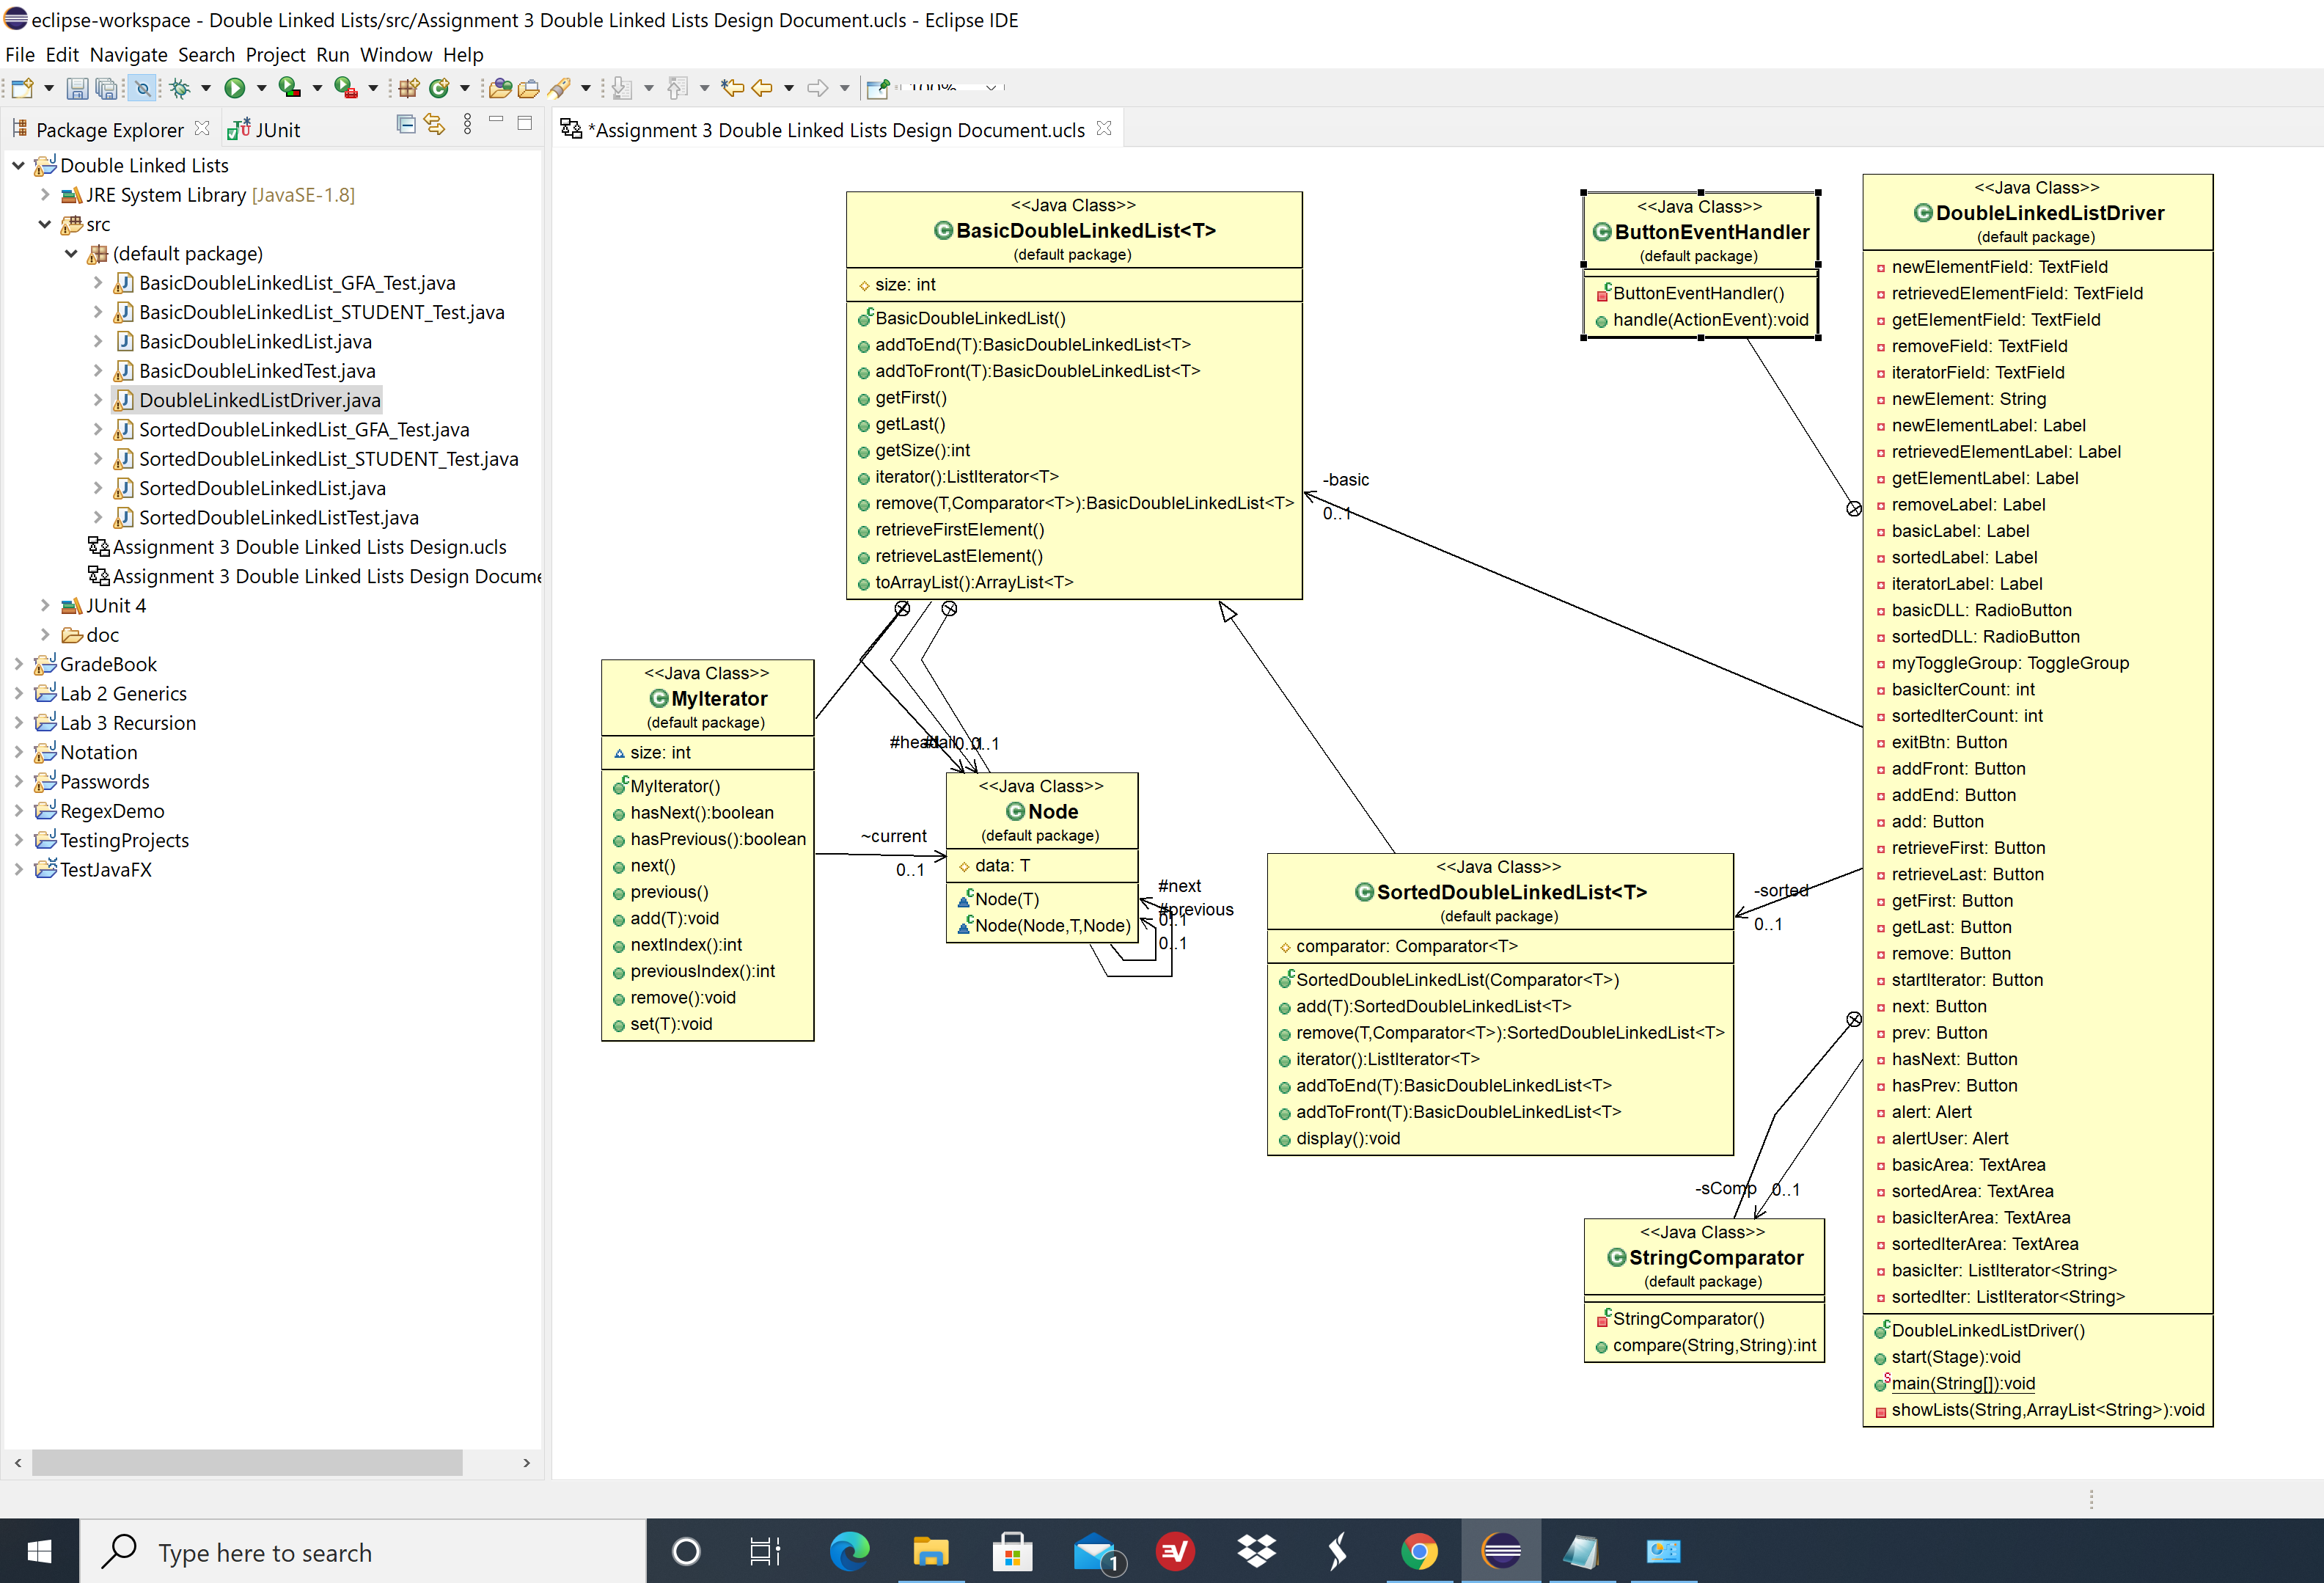 eclipse-workspace - Double Linked Lists/src/Assignment 3 Double Linked Lists Design Document.ucls - Eclipse IDE
File Edit Navigate Search Project Run Window Help
100%
Package Explorer
JUnit
*Assignment 3 Double Linked Lists Design Document.ucls
Double Linked Lists
JRE System Library [JavaSE-1.8]
src
(default package)
BasicDoubleLinkedList_GFA_Test.java
BasicDoubleLinkedList_STUDENT_Test.java
BasicDoubleLinkedList.java
BasicDoubleLinkedTest.java
DoubleLinkedListDriver.java
SortedDoubleLinkedList_GFA_Test.java
SortedDoubleLinkedList_STUDENT_Test.java
SortedDoubleLinkedList.java
SortedDoubleLinkedListTest.java
Assignment 3 Double Linked Lists Design.ucls
Assignment 3 Double Linked Lists Design Docume
JUnit 4
doc
GradeBook
Lab 2 Generics
Lab 3 Recursion
Notation
Passwords
RegexDemo
TestingProjects
TestJavaFX
<<Java Class>>
BasicDoubleLinkedList<T>
(default package)
size: int
BasicDoubleLinkedList()
addToEnd(T):BasicDoubleLinkedList<T>
addToFront(T):BasicDoubleLinkedList<T>
getFirst()
getLast()
getSize():int
iterator():ListIterator<T>
remove(T,Comparator<T>):BasicDoubleLinkedList<T>
retrieveFirstElement()
retrieveLastElement()
toArrayList():ArrayList<T>
-basic
0..1
<<Java Class>>
MyIterator
(default package)
size: int
MyIterator()
hasNext():boolean
hasPrevious():boolean
next()
previous()
add(T):void
nextIndex():int
previousIndex():int
remove():void
set(T):void
~current
0..1
#head
#tail
0..1
0..1
<<Java Class>>
Node
(default package)
data: T
Node(T)
Node(Node,T,Node)
#next
#previous
0..1
0..1
<<Java Class>>
SortedDoubleLinkedList<T>
(default package)
comparator: Comparator<T>
SortedDoubleLinkedList(Comparator<T>)
add(T):SortedDoubleLinkedList<T>
remove(T,Comparator<T>):SortedDoubleLinkedList<T>
iterator():ListIterator<T>
addToEnd(T):BasicDoubleLinkedList<T>
addToFront(T):BasicDoubleLinkedList<T>
display():void
-sorted
0..1
<<Java Class>>
ButtonEventHandler
(default package)
ButtonEventHandler()
handle(ActionEvent):void
-sComp
0..1
<<Java Class>>
StringComparator
(default package)
StringComparator()
compare(String,String):int
<<Java Class>>
DoubleLinkedListDriver
(default package)
newElementField: TextField
retrievedElementField: TextField
getElementField: TextField
removeField: TextField
iteratorField: TextField
newElement: String
newElementLabel: Label
retrievedElementLabel: Label
getElementLabel: Label
removeLabel: Label
basicLabel: Label
sortedLabel: Label
iteratorLabel: Label
basicDLL: RadioButton
sortedDLL: RadioButton
myToggleGroup: ToggleGroup
basicIterCount: int
sortedIterCount: int
exitBtn: Button
addFront: Button
addEnd: Button
add: Button
retrieveFirst: Button
retrieveLast: Button
getFirst: Button
getLast: Button
remove: Button
startIterator: Button
next: Button
prev: Button
hasNext: Button
hasPrev: Button
alert: Alert
alertUser: Alert
basicArea: TextArea
sortedArea: TextArea
basicIterArea: TextArea
sortedIterArea: TextArea
basicIter: ListIterator<String>
sortedIter: ListIterator<String>
DoubleLinkedListDriver()
start(Stage):void
main(String[]):void
showLists(String,ArrayList<String>):void
Type here to search
1